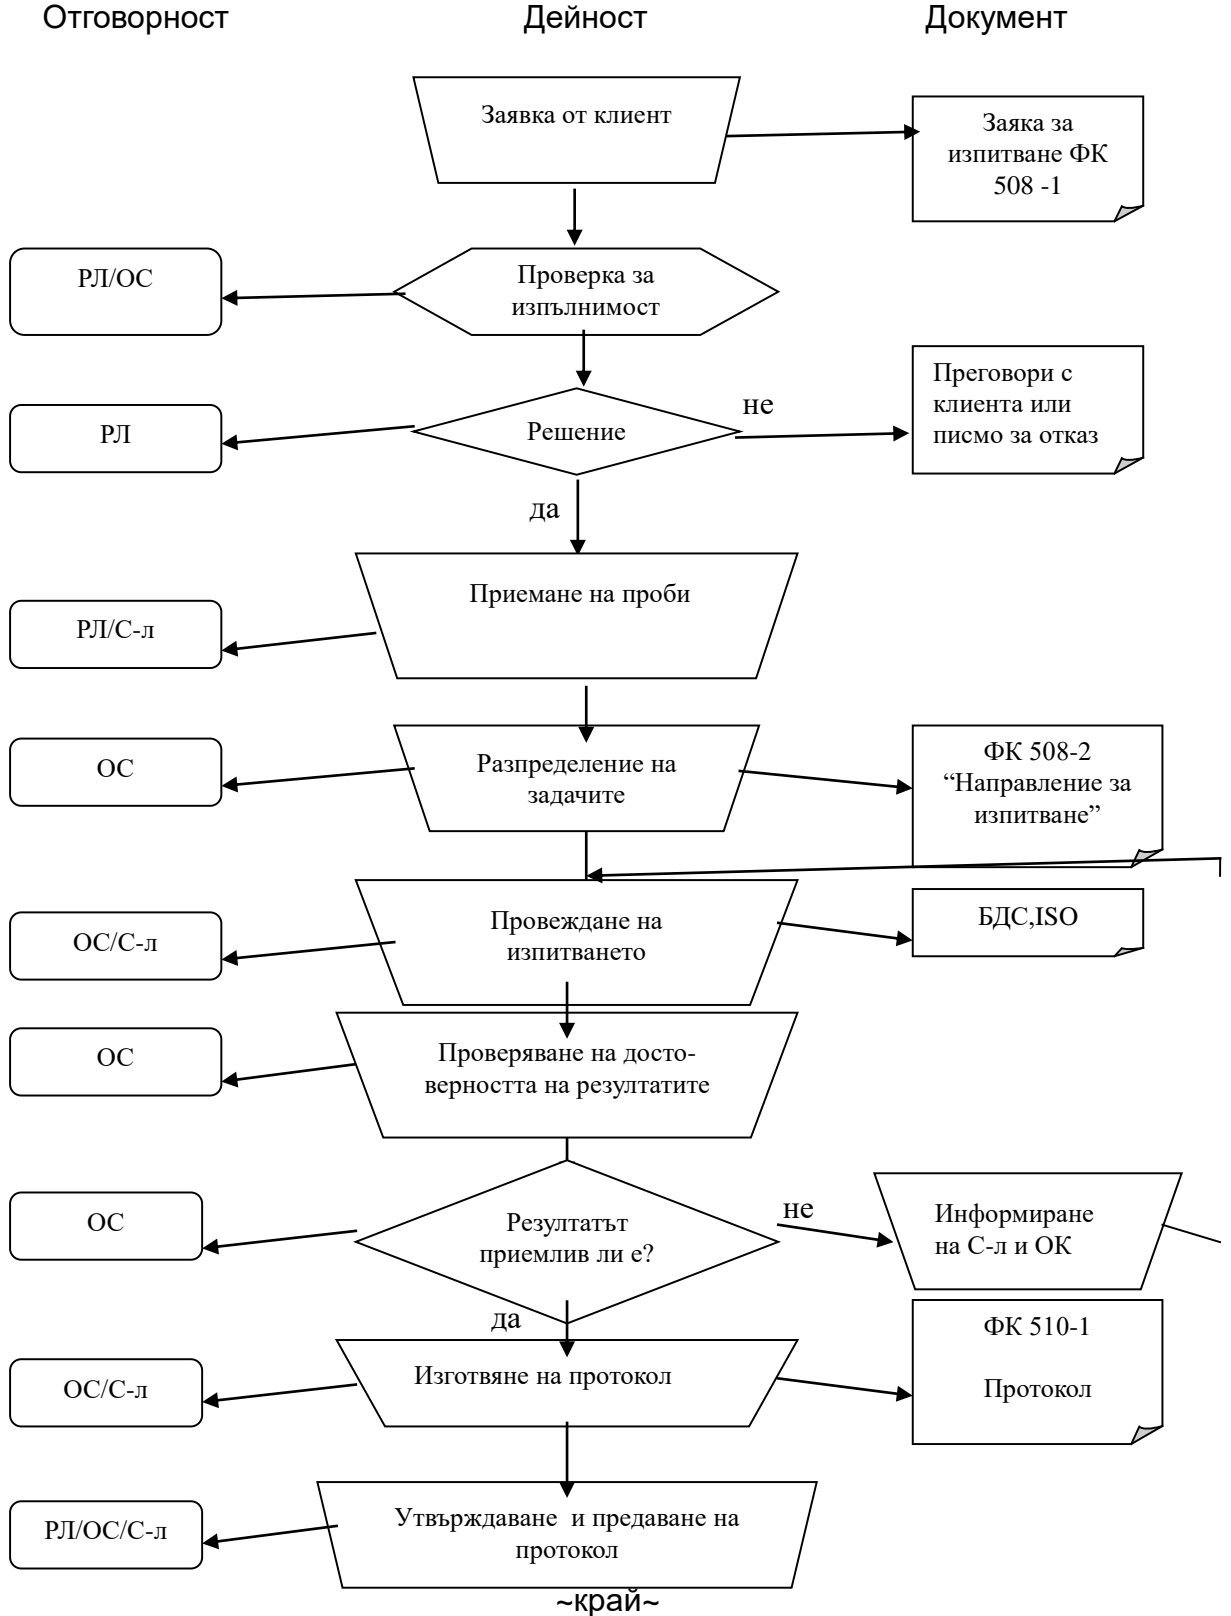 Отговорност
Дейност
Документ
Заявка от клиент
Заяка за
изпитване ФК
508 -1
РЛ/ОС
Проверка за
изпълнимост
РЛ
Решение
не
Преговори с
клиента или
писмо за отказ
да
РЛ/С-л
Приемане на проби
ОС
Разпределение на
задачите
ФК 508-2
“Направление за
изпитване”
ОС/С-л
Провеждане на
изпитването
БДС,ISO
ОС
Проверяване на досто-
верността на резултатите
ОС
Резултатът
приемлив ли е?
не
Информиране
на С-л и ОК
да
ОС/С-л
Изготвяне на протокол
ФК 510-1
Протокол
РЛ/ОС/С-л
Утвърждаване  и предаване на
протокол
~край~